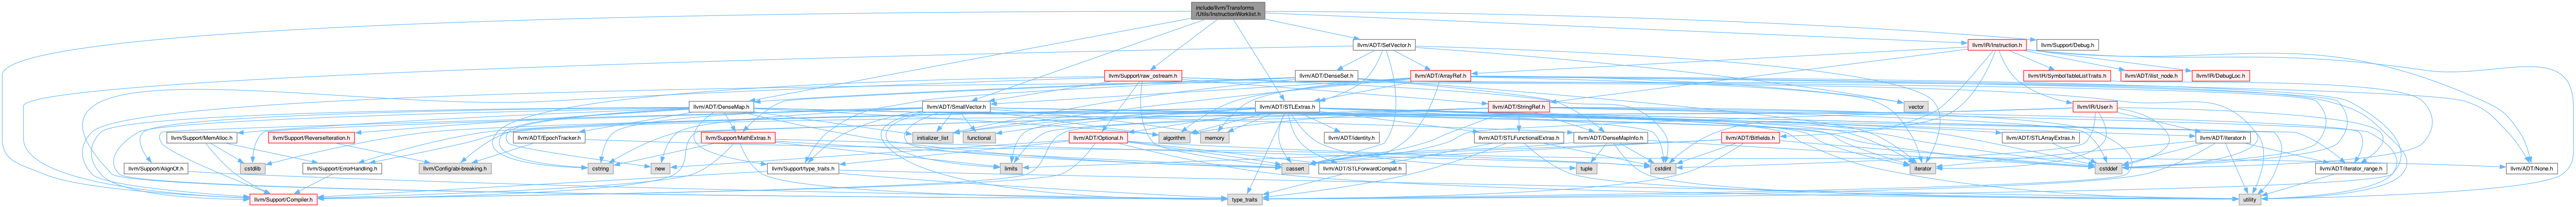 include/llvm/Transforms
/Utils/InstructionWorklist.h
llvm/ADT/SetVector.h
llvm/IR/Instruction.h
llvm/Support/Debug.h
llvm/Support/raw_ostream.h
llvm/ADT/DenseSet.h
llvm/ADT/ArrayRef.h
llvm/IR/SymbolTableListTraits.h
llvm/ADT/ilist_node.h
llvm/IR/DebugLoc.h
llvm/ADT/DenseMap.h
llvm/ADT/SmallVector.h
llvm/ADT/STLExtras.h
llvm/ADT/StringRef.h
vector
llvm/IR/User.h
llvm/Support/MemAlloc.h
llvm/Support/ReverseIteration.h
llvm/ADT/EpochTracker.h
llvm/Support/MathExtras.h
initializer_list
functional
algorithm
memory
llvm/ADT/Optional.h
llvm/ADT/identity.h
llvm/ADT/STLFunctionalExtras.h
llvm/ADT/DenseMapInfo.h
llvm/ADT/Bitfields.h
llvm/ADT/STLArrayExtras.h
llvm/ADT/iterator.h
llvm/Support/AlignOf.h
cstdlib
llvm/Support/ErrorHandling.h
llvm/Config/abi-breaking.h
cstring
new
llvm/Support/type_traits.h
limits
cassert
llvm/ADT/STLForwardCompat.h
tuple
cstdint
iterator
cstddef
llvm/ADT/iterator_range.h
llvm/ADT/None.h
llvm/Support/Compiler.h
type_traits
utility